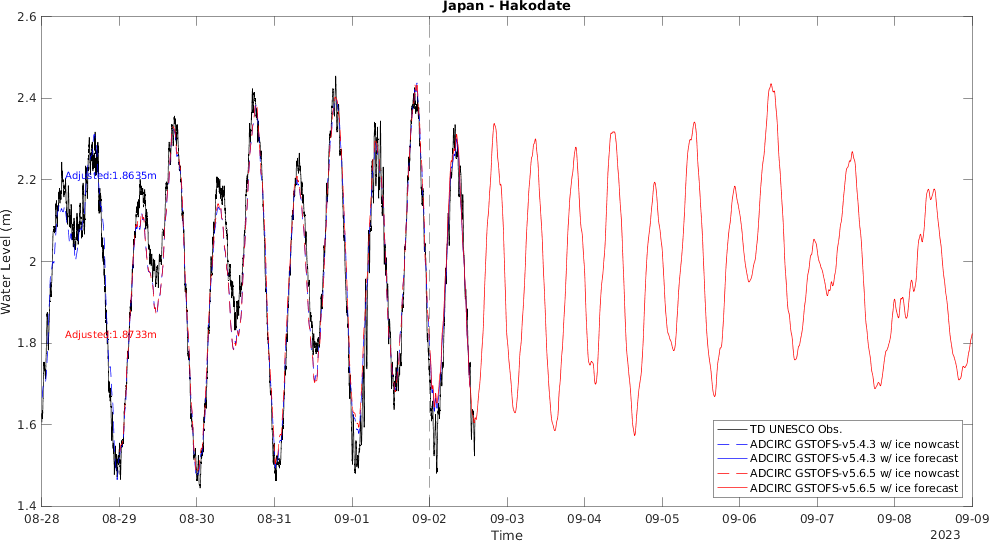 Japan - Hakodate
2.6
2.4
2.2
2
1.8
1.6
1.4
Water Level (m)
Adjusted:1.8635m
Adjusted:1.8733m
TD UNESCO Obs.
ADCIRC GSTOFS-v5.4.3 w/ ice nowcast
ADCIRC GSTOFS-v5.4.3 w/ ice forecast
ADCIRC GSTOFS-v5.6.5 w/ ice nowcast
ADCIRC GSTOFS-v5.6.5 w/ ice forecast
08-28 08-29 08-30 08-31 09-01 09-02 09-03 09-04 09-05 09-06 09-07 09-08 09-09
Time
2023